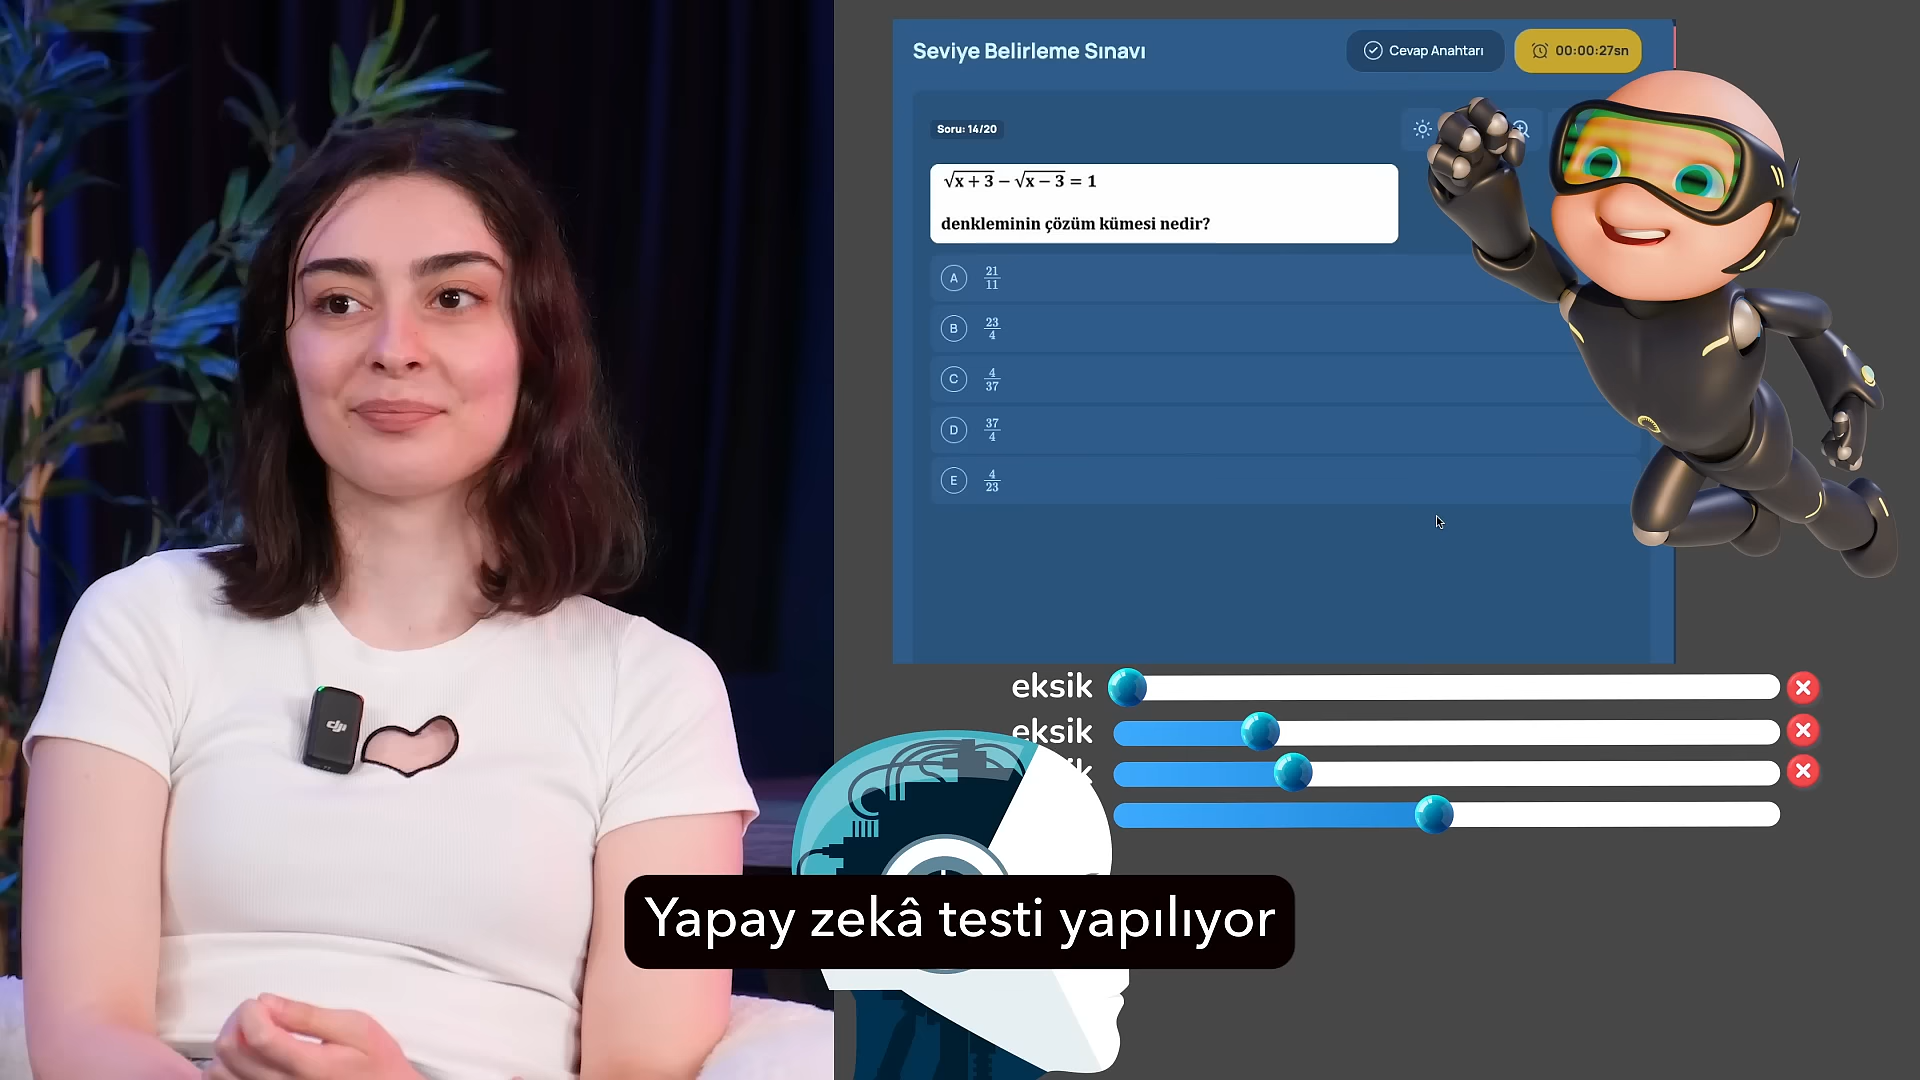 Seviye Belirleme Sınavı
Cevap Anahtarı
00:00:27sn
Soru: 14/20
√x + 3 − √x − 3 = 1
denkleminin çözüm kümesi nedir?
A 21/11
B 23/4
C 4/37
D 37/4
E 4/23
eksik
eksik
dji
Yapay zekâ testi yapılıyor